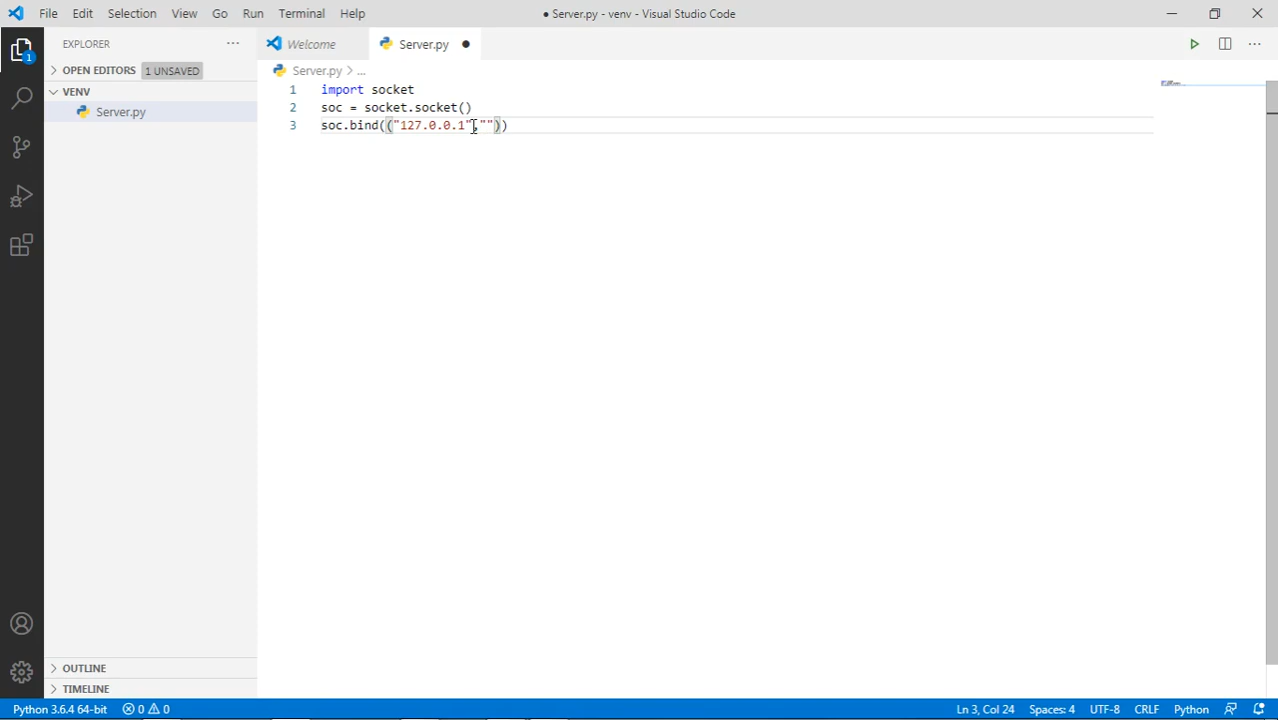 File Edit Selection View Go Run Terminal Help
● Server.py - venv - Visual Studio Code
EXPLORER ...
Welcome
Server.py ●
OPEN EDITORS 1 UNSAVED
Server.py > ...
VENV
Server.py
1 import socket
2 soc = socket.socket()
3 soc.bind(("127.0.0.1",""))
1
OUTLINE
TIMELINE
Python 3.6.4 64-bit 0 0 Ln 3, Col 24 Spaces: 4 UTF-8 CRLF Python